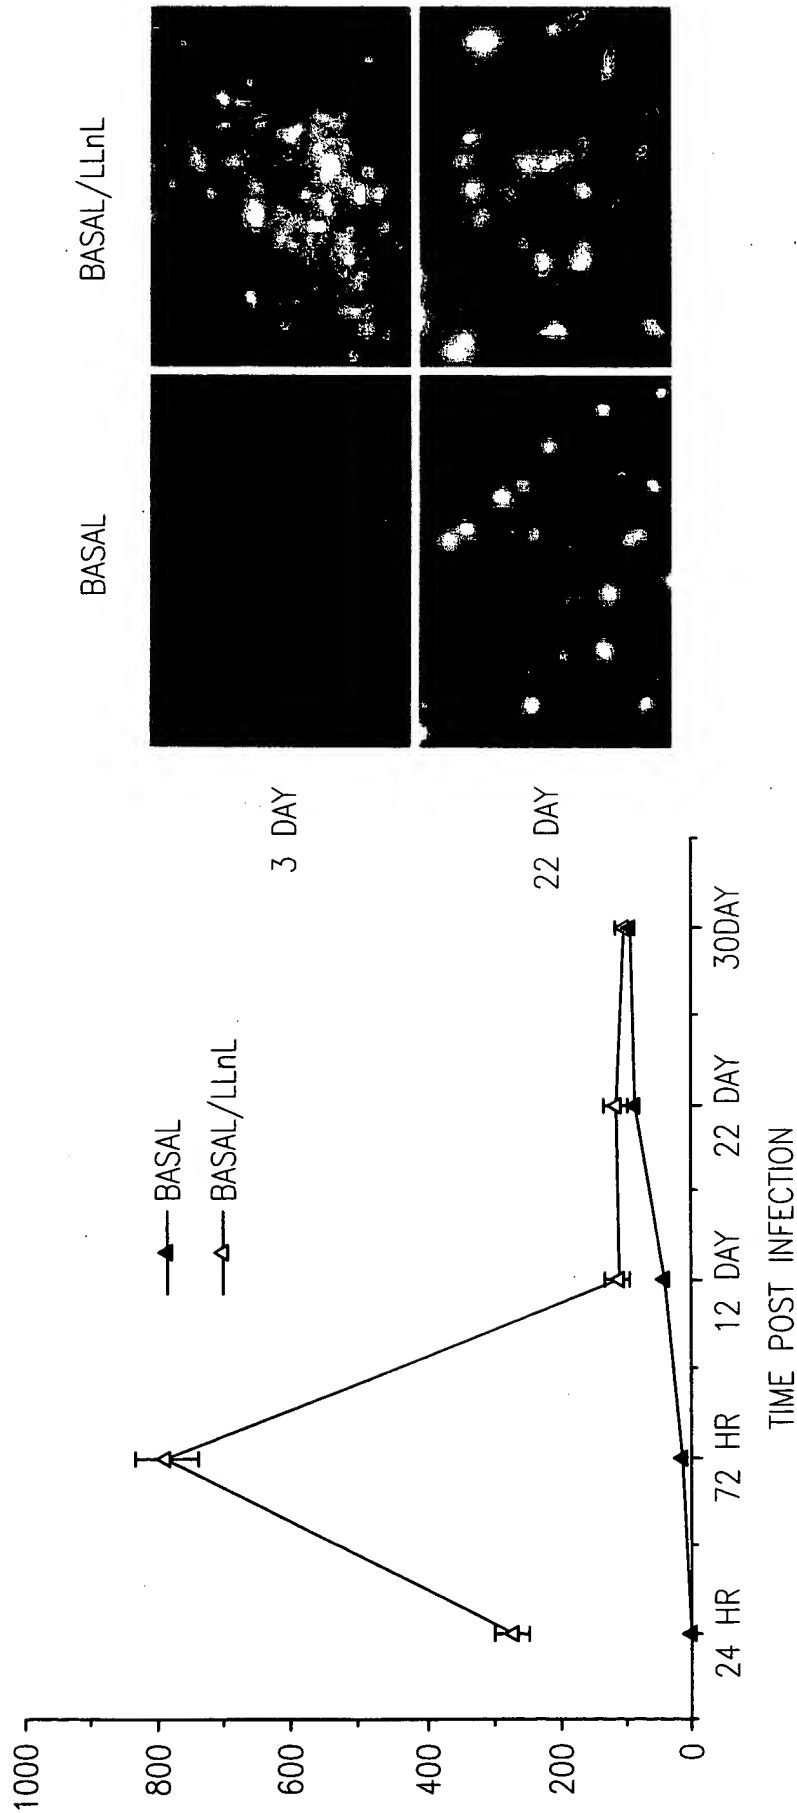 1000
800
600
400
200
0
24 HR
72 HR
12 DAY
22 DAY
30DAY
TIME POST INFECTION
BASAL
BASAL/LLnL
BASAL
BASAL/LLnL
3 DAY
22 DAY